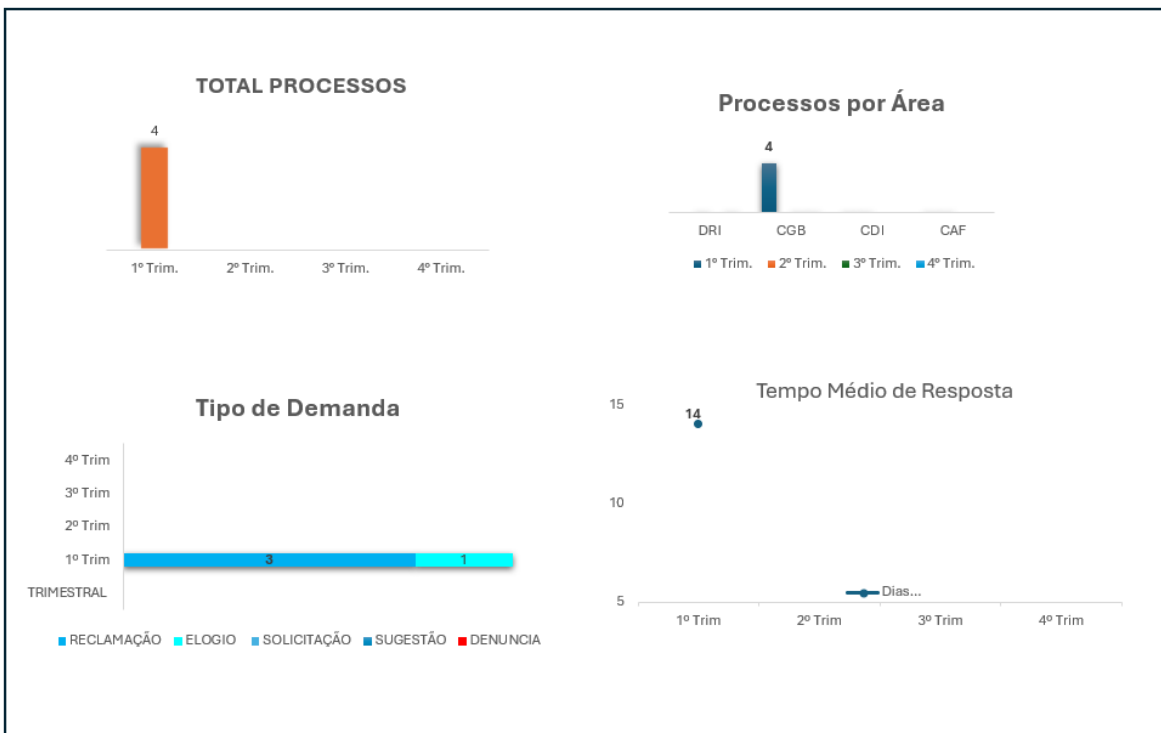 TOTAL PROCESSOS
4
1º Trim. 2º Trim. 3º Trim. 4º Trim.
Processos por Área
4
DRI CGB CDI CAF
1º Trim. 2º Trim. 3º Trim. 4º Trim.
Tipo de Demanda
4º Trim
3º Trim
2º Trim
1º Trim 3 1
TRIMESTRAL
RECLAMAÇÃO ELOGIO SOLICITAÇÃO SUGESTÃO DENUNCIA
Tempo Médio de Resposta
15
14
10
5
Dias...
1º Trim 2º Trim 3º Trim 4º Trim